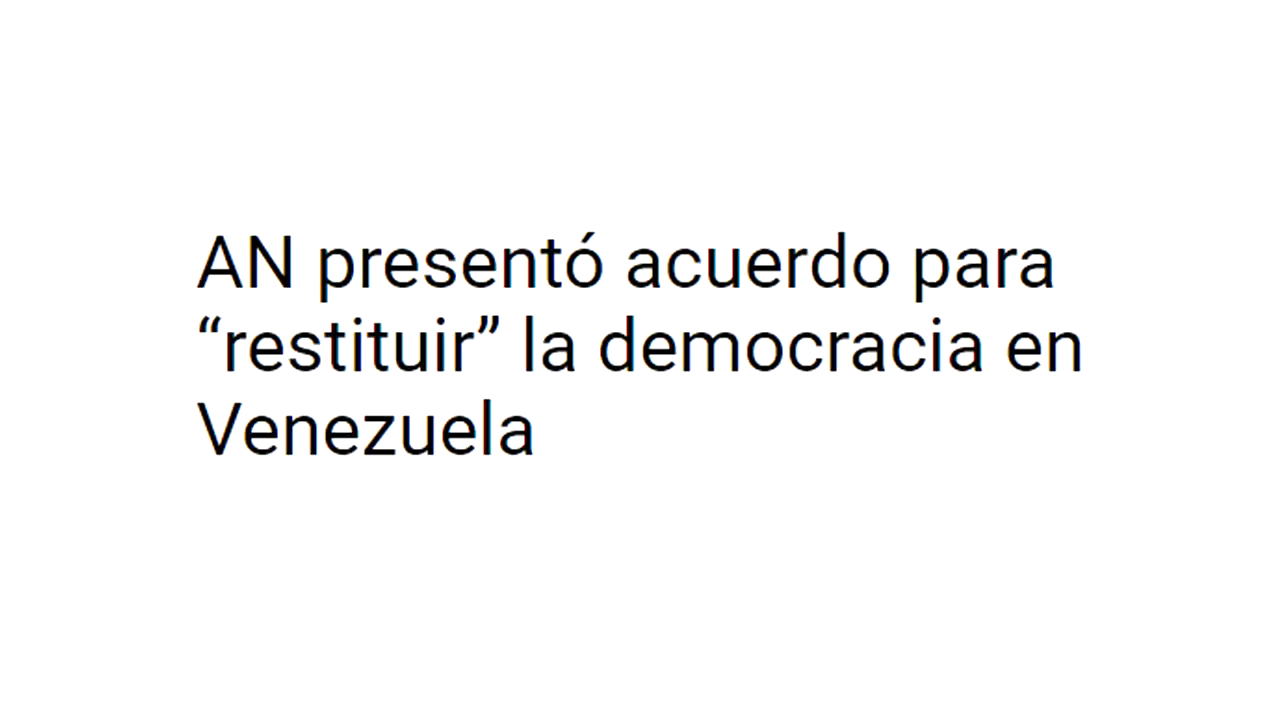 AN presentó acuerdo para
“restituir” la democracia en
Venezuela